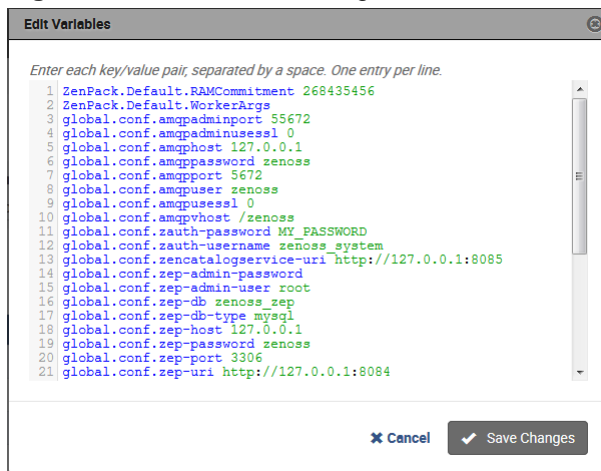 Edit Variables
Enter each key/value pair, separated by a space. One entry per line.
1 ZenPack.Default.RAMCommitment 268435456
2 ZenPack.Default.WorkerArgs
3 global.conf.amqpadminport 55672
4 global.conf.amqpadminusessl 0
5 global.conf.amqphost 127.0.0.1
6 global.conf.amqppassword zenoss
7 global.conf.amqpport 5672
8 global.conf.amqpuser zenoss
9 global.conf.amqpusessl 0
10 global.conf.amqpvhost /zenoss
11 global.conf.zauth-password MY_PASSWORD
12 global.conf.zauth-username zenoss_system
13 global.conf.zencatalogservice-uri http://127.0.0.1:8085
14 global.conf.zep-admin-password
15 global.conf.zep-admin-user root
16 global.conf.zep-db zenoss_zep
17 global.conf.zep-db-type mysql
18 global.conf.zep-host 127.0.0.1
19 global.conf.zep-password zenoss
20 global.conf.zep-port 3306
21 global.conf.zep-uri http://127.0.0.1:8084
Cancel Save Changes